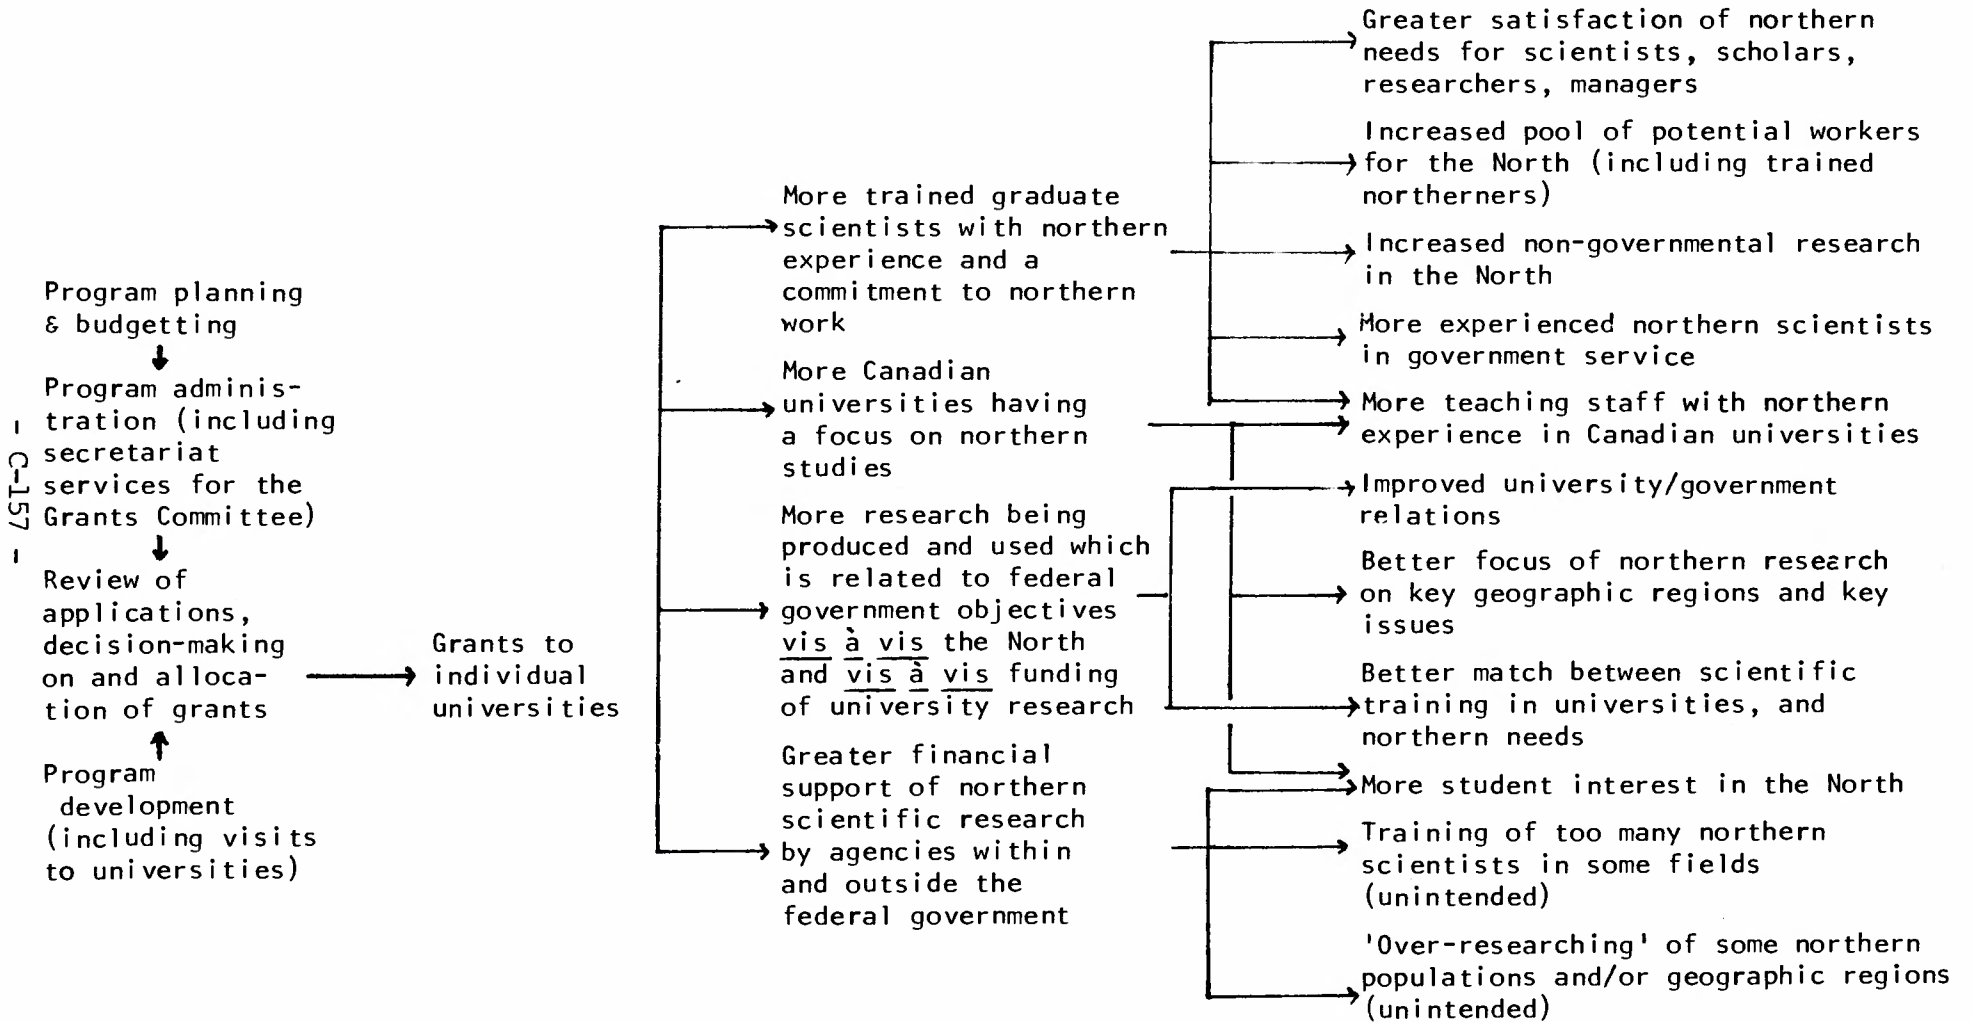 - C-157 -
Program planning
& budgetting
Program adminis-
tration (including
secretariat
services for the
Grants Committee)
Review of
applications,
decision-making
on and alloca-
tion of grants
Program
development
(including visits
to universities)
Grants to
individual
universities
More trained graduate
scientists with northern
experience and a
commitment to northern
work
More Canadian
universities having
a focus on northern
studies
More research being
produced and used which
is related to federal
government objectives
vis à vis the North
and vis à vis funding
of university research
Greater financial
support of northern
scientific research
by agencies within
and outside the
federal government
Greater satisfaction of northern
needs for scientists, scholars,
researchers, managers
Increased pool of potential workers
for the North (including trained
northerners)
Increased non-governmental research
in the North
More experienced northern scientists
in government service
More teaching staff with northern
experience in Canadian universities
Improved university/government
relations
Better focus of northern research
on key geographic regions and key
issues
Better match between scientific
training in universities, and
northern needs
More student interest in the North
Training of too many northern
scientists in some fields
(unintended)
'Over-researching' of some northern
populations and/or geographic regions
(unintended)